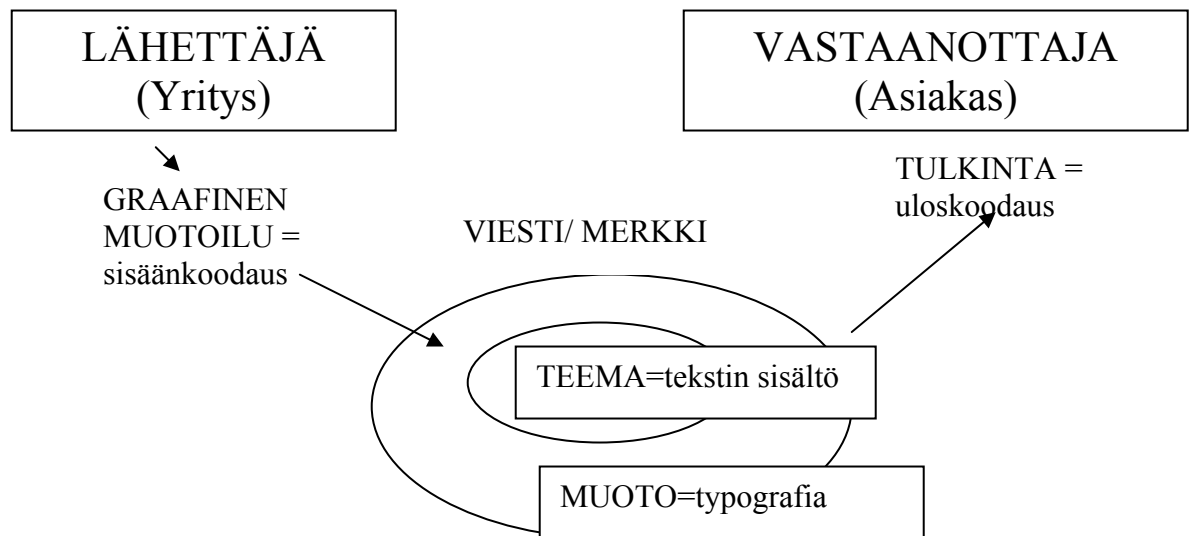 LÄHETTÄJÄ
(Yritys)
VASTAANOTTAJA
(Asiakas)
GRAAFINEN
MUOTOILU =
sisäänkoodaus
TULKINTA =
uloskoodaus
VIESTI/ MERKKI
TEEMA=tekstin sisältö
MUOTO=typografia